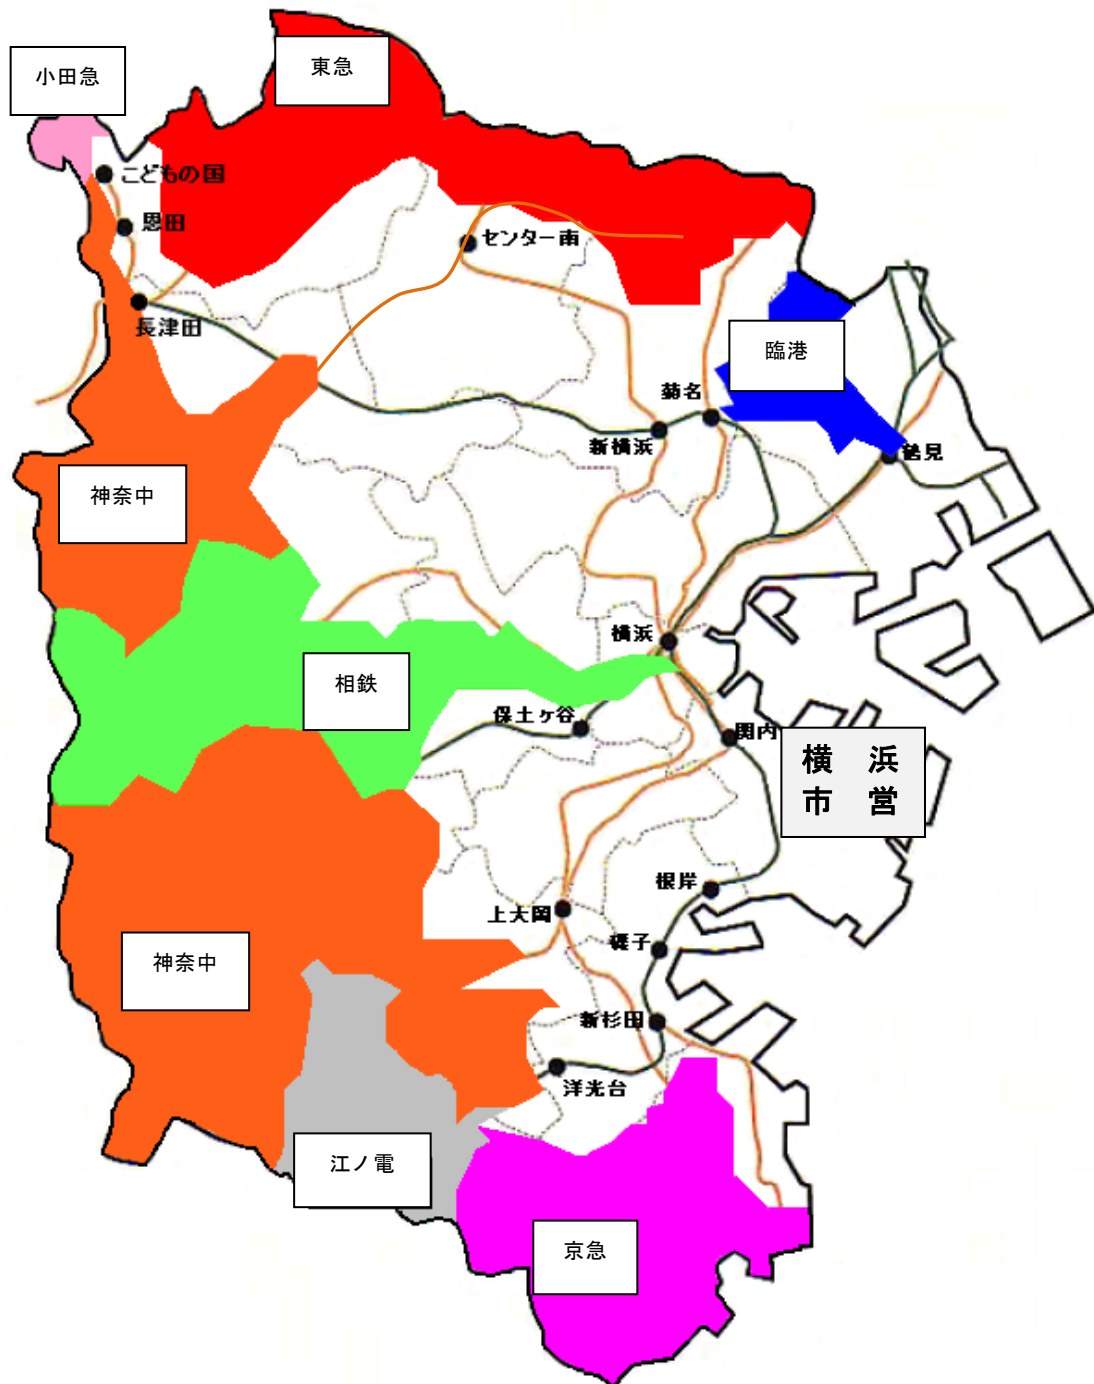 東急
小田急
こどもの国
恩田
センター南
長津田
臨港
菊名
新横浜
鶴見
神奈中
横浜
相鉄
保土ヶ谷
関内
横 浜
市 営
根岸
上大岡
磯子
神奈中
新杉田
洋光台
江ノ電
京急